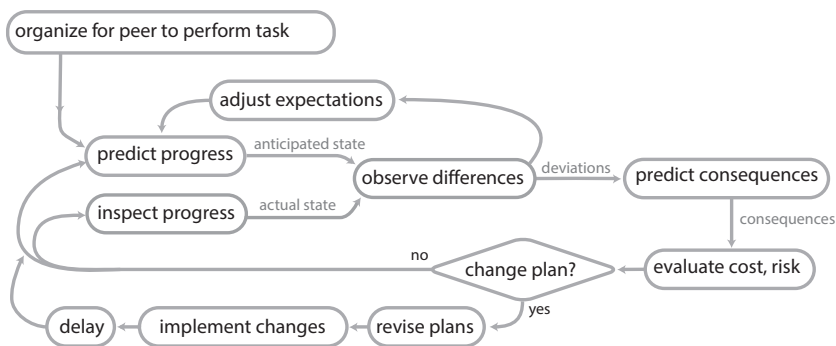 organize for peer to perform task
adjust expectations
predict progress
anticipated state
observe differences
deviations
predict consequences
inspect progress
actual state
consequences
no
change plan?
evaluate cost, risk
yes
delay
implement changes
revise plans